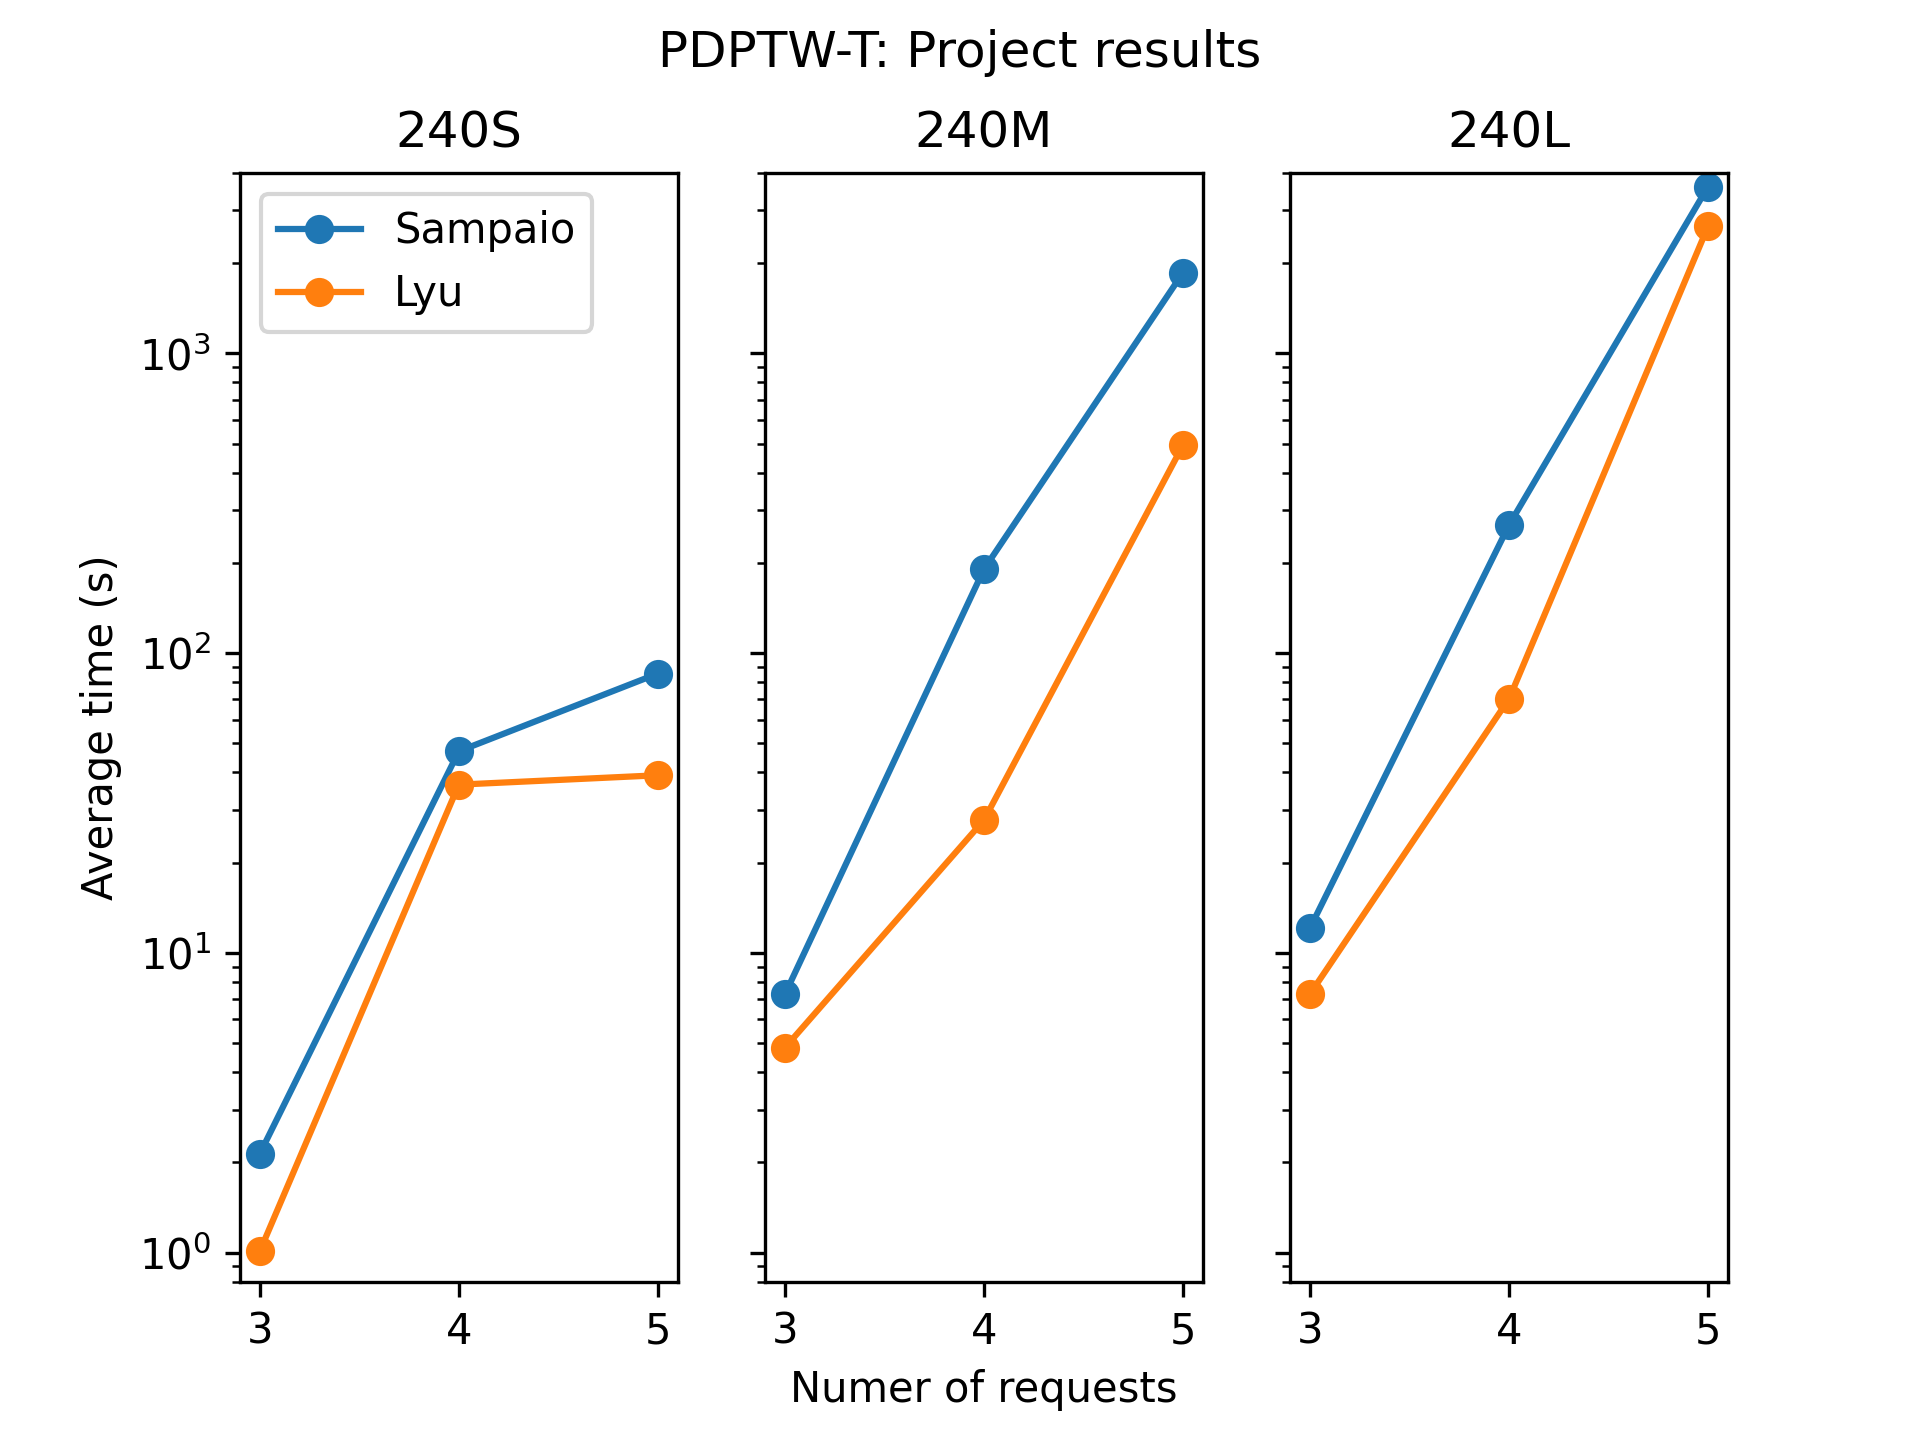 PDPTW-T: Project results
240S
240M
240L
Sampaio
Lyu
10³
10²
10¹
10⁰
Average time (s)
3 4 5
3 4 5
3 4 5
Numer of requests